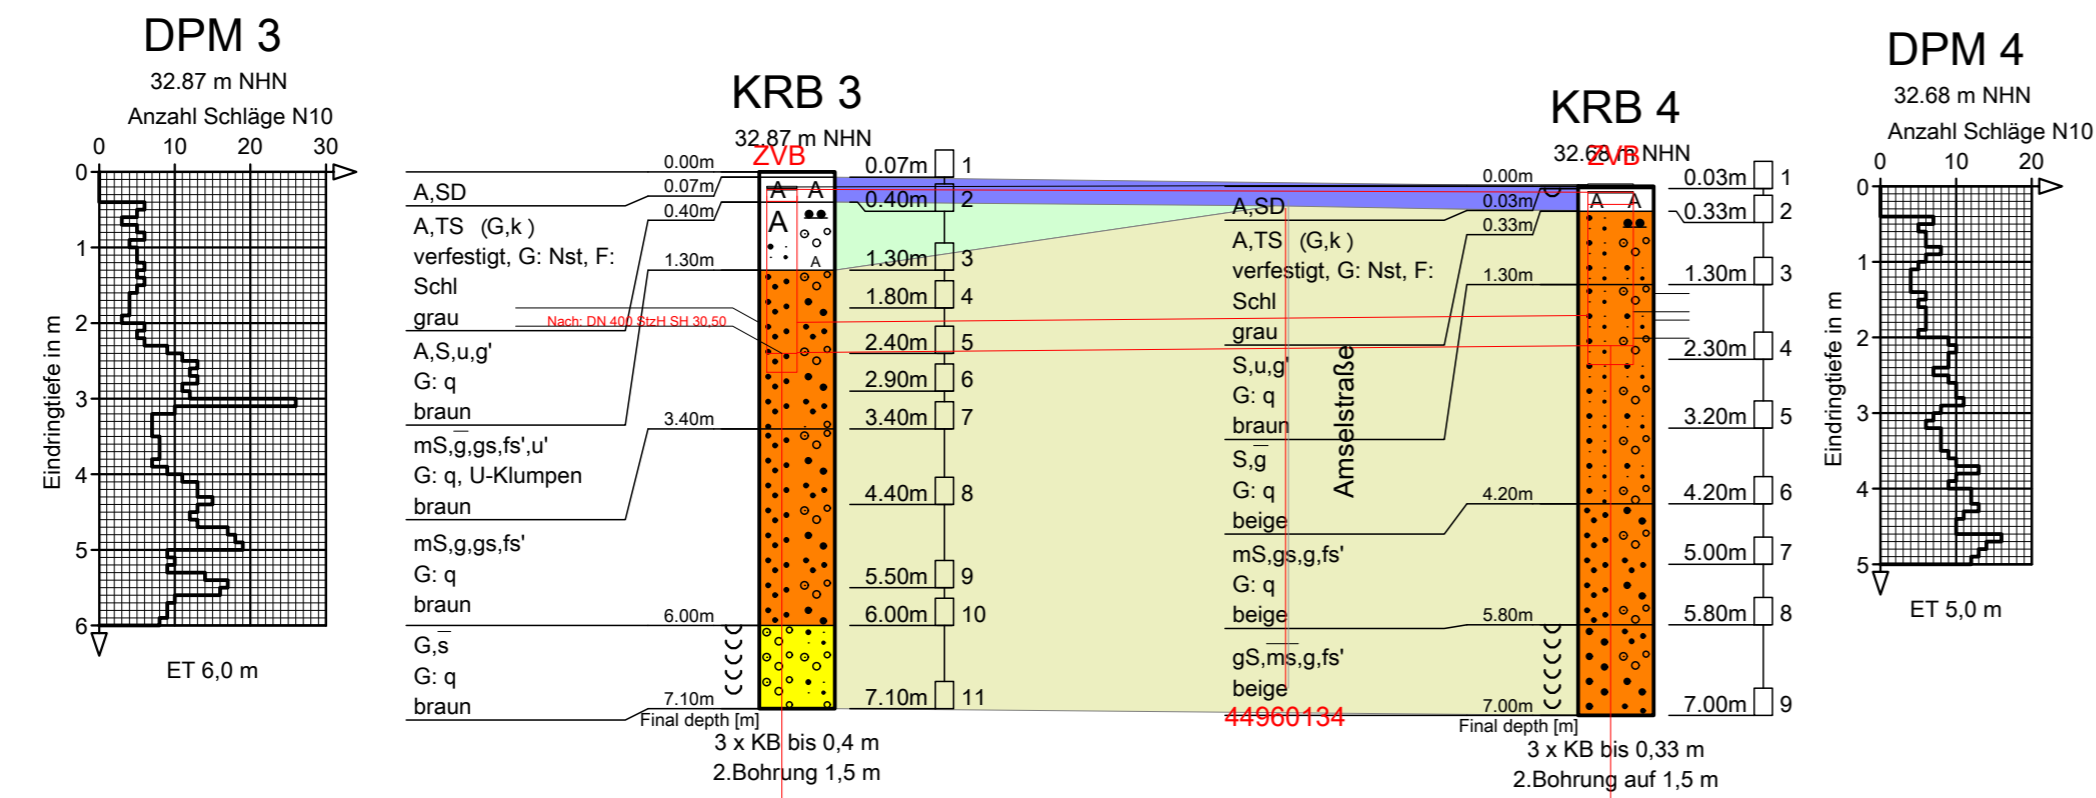 DPM 3
32.87 m NHN
Anzahl Schläge N10
0 10 20 30
0
1
2
3
4
5
6
Eindringtiefe in m
ET 6,0 m
KRB 3
32.87 m NHN
ZVB
0.00m
0.07m
0.40m
1.30m
3.40m
6.00m
7.10m
Final depth [m]
A,SD
A,TS (G,k )
verfestigt, G: Nst, F:
Schl
grau
A,S,u,g'
G: q
braun
mS,g̅,gs,fs',u'
G: q, U-Klumpen
braun
mS,g,gs,fs'
G: q
braun
G,s̅
G: q
braun
Nach: DN 400 StzH SH 30,50
A A
A
A
0.07m 1
0.40m 2
1.30m 3
1.80m 4
2.40m 5
2.90m 6
3.40m 7
4.40m 8
5.50m 9
6.00m 10
7.10m 11
3 x KB bis 0,4 m
2.Bohrung 1,5 m
KRB 4
32.68 m NHN
ZVB
0.00m
0.03m
0.33m
1.30m
4.20m
5.80m
7.00m
Final depth [m]
A,SD
A,TS (G,k )
verfestigt, G: Nst, F:
Schl
grau
S,u,g'
G: q
braun
S,g̅
G: q
beige
mS,gs,g,fs'
G: q
beige
gS,m̅s̅,g,fs'
beige
44960134
Amselstraße
A A
0.03m 1
0.33m 2
1.30m 3
2.30m 4
3.20m 5
4.20m 6
5.00m 7
5.80m 8
7.00m 9
3 x KB bis 0,33 m
2.Bohrung auf 1,5 m
DPM 4
32.68 m NHN
Anzahl Schläge N10
0 10 20
0
1
2
3
4
5
Eindringtiefe in m
ET 5,0 m